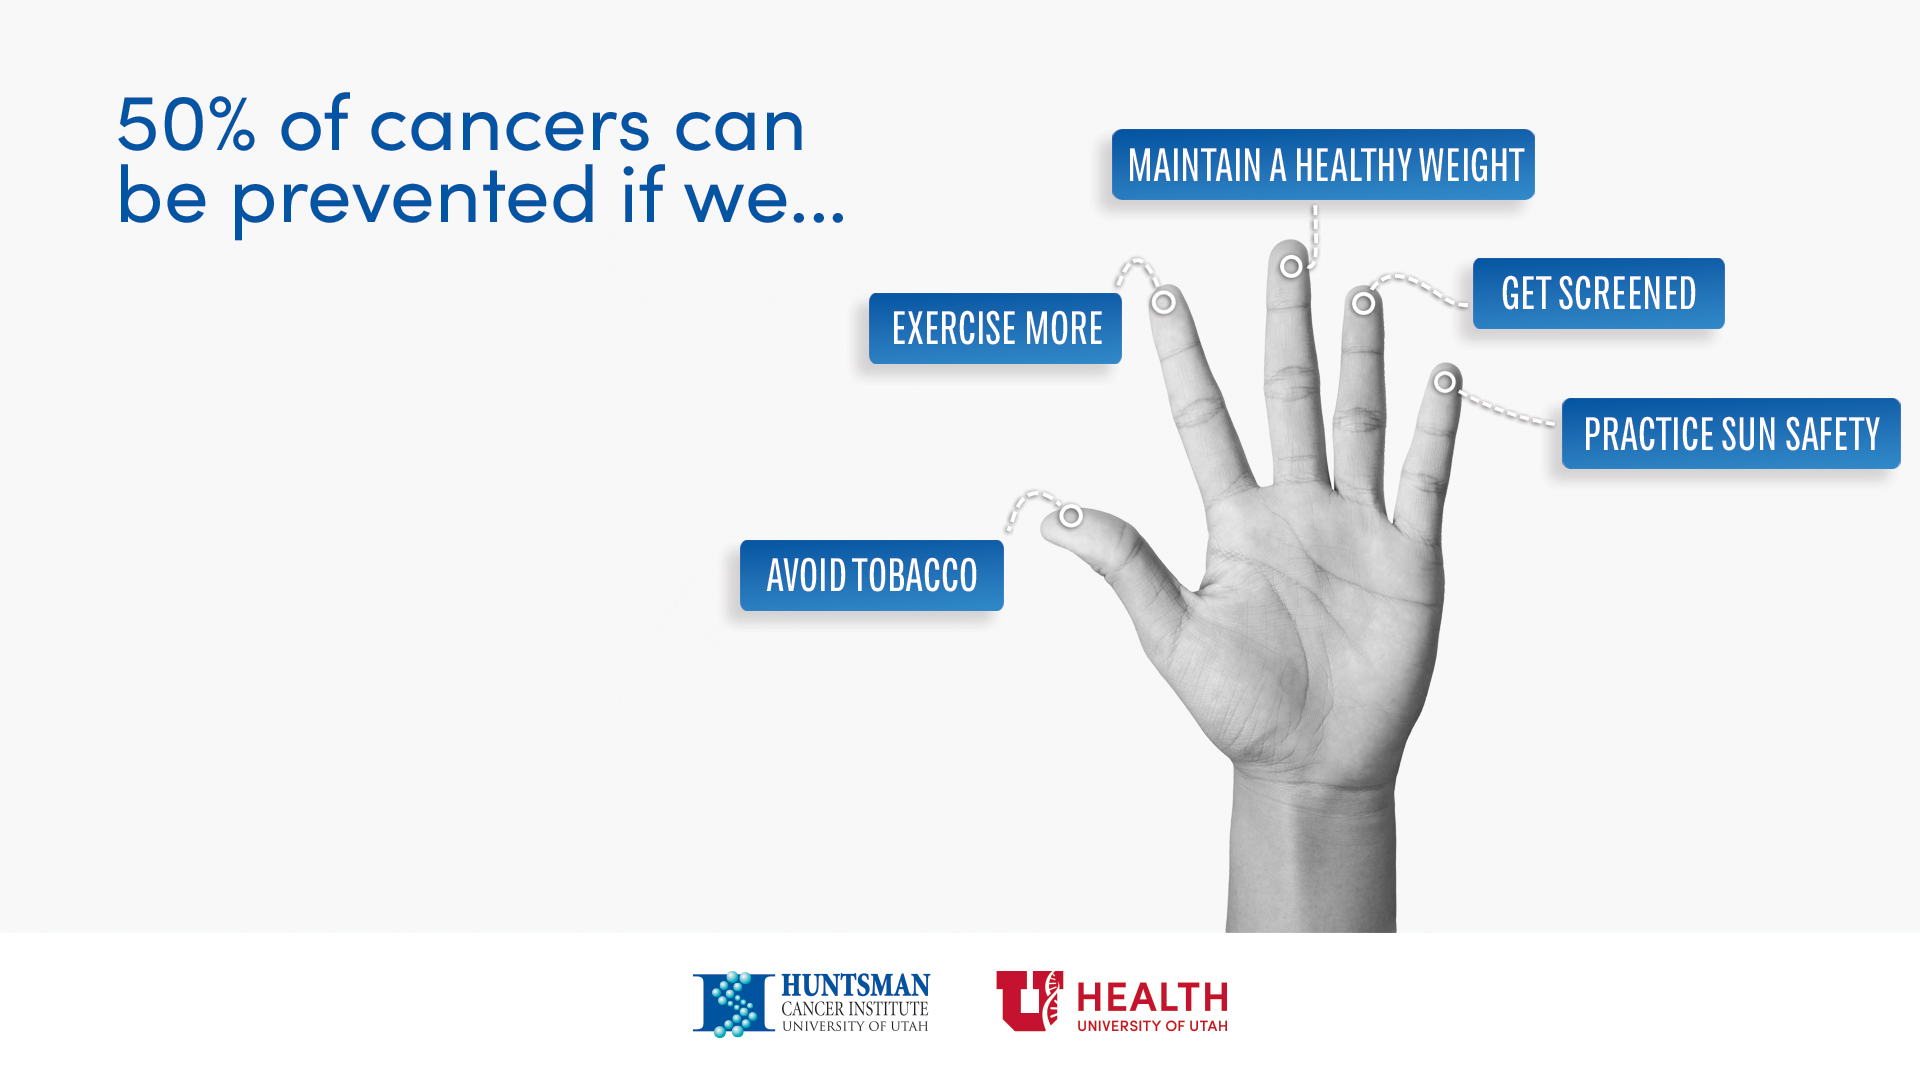 50% of cancers can
be prevented if we...
MAINTAIN A HEALTHY WEIGHT
EXERCISE MORE
GET SCREENED
PRACTICE SUN SAFETY
AVOID TOBACCO
HUNTSMAN
CANCER INSTITUTE
UNIVERSITY OF UTAH
U HEALTH
UNIVERSITY OF UTAH